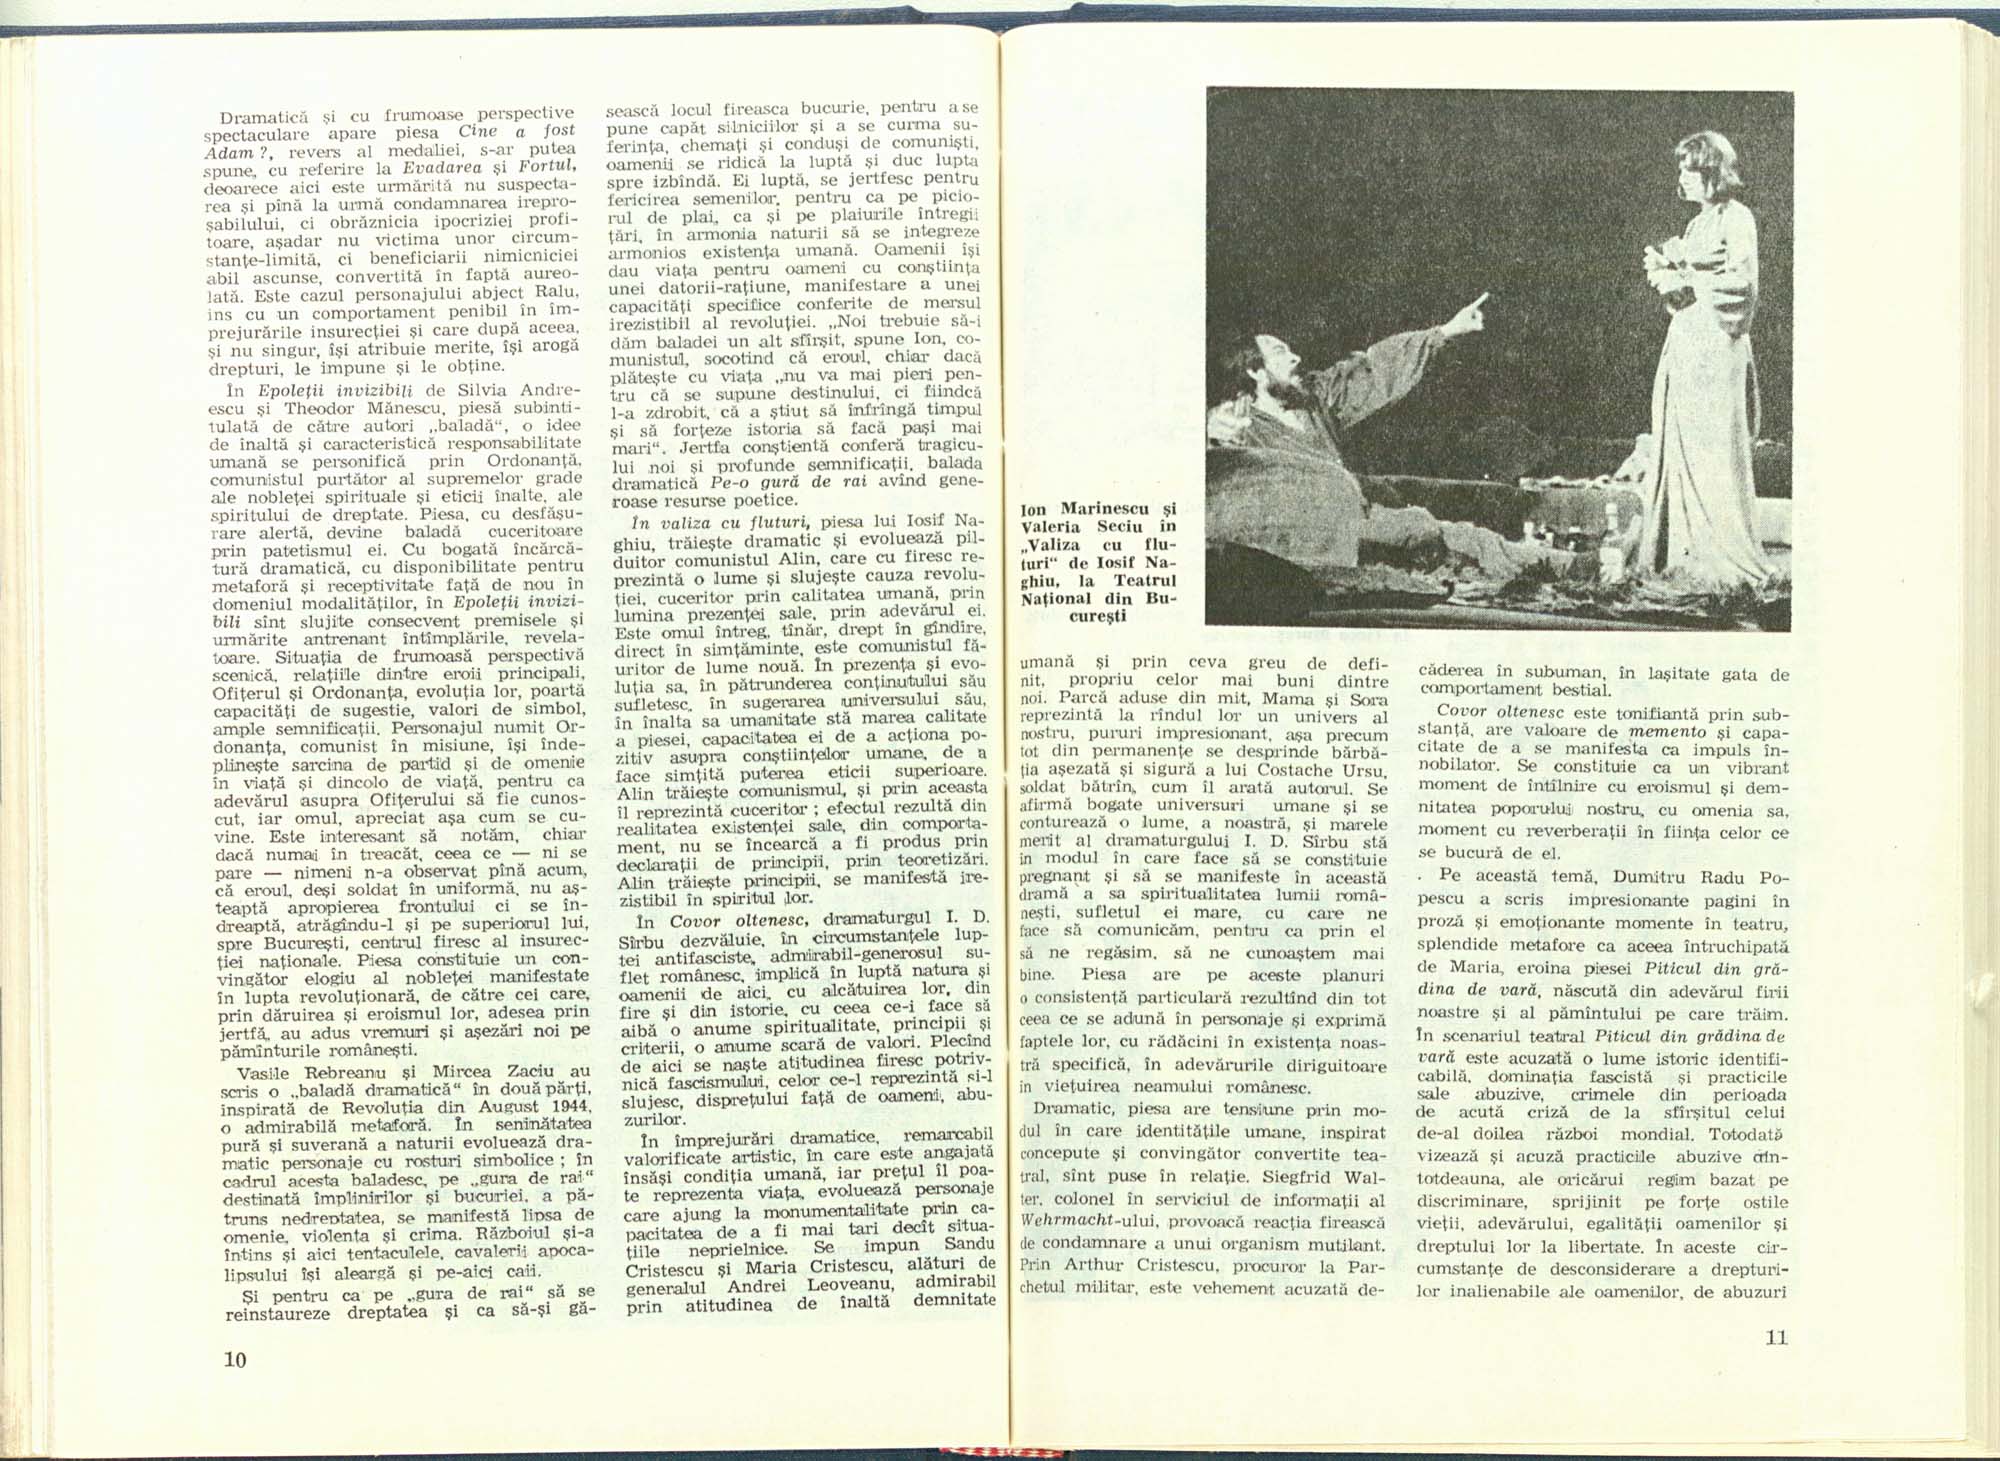 Dramatică și cu frumoase perspective
spectaculare apare piesa Cine a fost
Adam ?, revers al medaliei, s-ar putea
spune, cu referire la Evadarea și Fortul,
deoarece aici este urmărită nu suspecta-
rea și pînă la urmă condamnarea irepro-
șabilului, ci obrăznicia ipocriziei profi-
toare, așadar nu victima unor circum-
stanțe-limită, ci beneficiarii nimicniciei
abil ascunse, convertită în faptă aureo-
lată. Este cazul personajului abject Ralu,
ins cu un comportament penibil în îm-
prejurările insurecției și care după aceea,
și nu singur, își atribuie merite, își arogă
drepturi, le impune și le obține.
În Epoleții invizibili de Silvia Andre-
escu și Theodor Mănescu, piesă subinti-
tulată de către autori „baladă“, o idee
de înaltă și caracteristică responsabilitate
umană se personifică prin Ordonanță,
comunistul purtător al supremelor grade
ale nobleței spirituale și eticii înalte, ale
spiritului de dreptate. Piesa, cu desfășu-
rare alertă, devine baladă cuceritoare
prin patetismul ei. Cu bogată încărcă-
tură dramatică, cu disponibilitate pentru
metaforă și receptivitate față de nou în
domeniul modalităților, în Epoleții invizi-
bili sînt slujite consecvent premisele și
urmărite antrenant întîmplările, revela-
toare. Situația de frumoasă perspectivă
scenică, relațiile dintre eroii principali,
Ofițerul și Ordonanța, evoluția lor, poartă
capacități de sugestie, valori de simbol,
ample semnificații. Personajul numit Or-
donanța, comunist în misiune, își înde-
plinește sarcina de partid și de omenie
în viață și dincolo de viață, pentru ca
adevărul asupra Ofițerului să fie cunos-
cut, iar omul, apreciat așa cum se cu-
vine. Este interesant să notăm, chiar
dacă numai în treacăt, ceea ce — ni se
pare — nimeni n-a observat pînă acum,
că eroul, deși soldat în uniformă, nu aș-
teaptă apropierea frontului ci se în-
dreaptă, atrăgîndu-l și pe superiorul lui,
spre București, centrul firesc al insurec-
ției naționale. Piesa constituie un con-
vingător elogiu al nobleței manifestate
în lupta revoluționară, de către cei care,
prin dăruirea și eroismul lor, adesea prin
jertfă, au adus vremuri și așezări noi pe
pămînturile românești.
Vasile Rebreanu și Mircea Zaciu au
scris o „baladă dramatică“ în două părți,
inspirată de Revoluția din August 1944,
o admirabilă metaforă. În seninătatea
pură și suverană a naturii evoluează dra-
matic personaje cu rosturi simbolice ; în
cadrul acesta baladesc, pe „gura de rai“
destinată împlinirilor și bucuriei, a pă-
truns nedreptatea, se manifestă lipsa de
omenie, violența și crima. Războiul și-a
întins și aici tentaculele, cavalerii apoca-
lipsului își aleargă și pe-aici caii.
Și pentru ca pe „gura de rai“ să se
reinstaureze dreptatea și ca să-și gă-
10
sească locul fireasca bucurie, pentru a se
pune capăt silniciilor și a se curma su-
ferința, chemați și conduși de comuniști,
oamenii se ridică la luptă și duc lupta
spre izbîndă. Ei luptă, se jertfesc pentru
fericirea semenilor, pentru ca pe picio-
rul de plai, ca și pe plaiurile întregii
țări, în armonia naturii să se integreze
armonios existența umană. Oamenii își
dau viața pentru oameni cu conștiința
unei datorii-rațiune, manifestare a unei
capacități specifice conferite de mersul
irezistibil al revoluției. „Noi trebuie să-i
dăm baladei un alt sfîrșit, spune Ion, co-
munistul, socotind că eroul, chiar dacă
plătește cu viața „nu va mai pieri pen-
tru că se supune destinului, ci fiindcă
l-a zdrobit, că a știut să înfrîngă timpul
și să forțeze istoria să facă pași mai
mari“. Jertfa conștientă conferă tragicu-
lui noi și profunde semnificații, balada
dramatică Pe-o gură de rai avînd gene-
roase resurse poetice.
În valiza cu fluturi, piesa lui Iosif Na-
ghiu, trăiește dramatic și evoluează pil-
duitor comunistul Alin, care cu firesc re-
prezintă o lume și slujește cauza revolu-
ției, cuceritor prin calitatea umană, prin
lumina prezenței sale, prin adevărul ei.
Este omul întreg, tînăr, drept în gîndire,
direct în simțăminte, este comunistul fă-
uritor de lume nouă. În prezența și evo-
luția sa, în pătrunderea conținutului său
sufletesc, în sugerarea universului său,
în înalta sa umanitate stă marea calitate
a piesei, capacitatea ei de a acționa po-
zitiv asupra conștiințelor umane, de a
face simțită puterea eticii superioare.
Alin trăiește comunismul, și prin aceasta
îl reprezintă cuceritor ; efectul rezultă din
realitatea existenței sale, din comporta-
ment, nu se încearcă a fi produs prin
declarații de principii, prin teoretizări.
Alin trăiește principii, se manifestă ire-
zistibil în spiritul lor.
În Covor oltenesc, dramaturgul I. D.
Sîrbu dezvăluie, în circumstanțele lup-
tei antifasciste, admirabil-generosul su-
flet românesc, implică în luptă natura și
oamenii de aici, cu alcătuirea lor, din
fire și din istorie, cu ceea ce-i face să
aibă o anume spiritualitate, principii și
criterii, o anume scară de valori. Plecînd
de aici se naște atitudinea firesc potriv-
nică fascismului, celor ce-l reprezintă și-l
slujesc, disprețului față de oameni, abu-
zurilor.
În împrejurări dramatice, remarcabil
valorificate artistic, în care este angajată
însăși condiția umană, iar prețul îl poa-
te reprezenta viața, evoluează personaje
care ajung la monumentalitate prin ca-
pacitatea de a fi mai tari decît situa-
țiile neprielnice. Se impun Sandu
Cristescu și Maria Cristescu, alături de
generalul Andrei Leoveanu, admirabil
prin atitudinea de înaltă demnitate
Ion Marinescu și
Valeria Seciu în
„Valiza cu flu-
turi“ de Iosif Na-
ghiu, la Teatrul
Național din Bu-
curești
umană și prin ceva greu de defi-
nit, propriu celor mai buni dintre
noi. Parcă aduse din mit, Mama și Sora
reprezintă la rîndul lor un univers al
nostru, pururi impresionant, așa precum
tot din permanențe se desprinde bărbă-
ția așezată și sigură a lui Costache Ursu,
soldat bătrîn, cum îl arată autorul. Se
afirmă bogate universuri umane și se
conturează o lume, a noastră, și marele
merit al dramaturgului I. D. Sîrbu stă
în modul în care face să se constituie
pregnant și să se manifeste în această
dramă a sa spiritualitatea lumii româ-
nești, sufletul ei mare, cu care ne
face să comunicăm, pentru ca prin el
să ne regăsim, să ne cunoaștem mai
bine. Piesa are pe aceste planuri
o consistență particulară rezultînd din tot
ceea ce se adună în personaje și exprimă
faptele lor, cu rădăcini în existența noas-
tră specifică, în adevărurile diriguitoare
în viețuirea neamului românesc.
Dramatic, piesa are tensiune prin mo-
dul în care identitățile umane, inspirat
concepute și convingător convertite tea-
tral, sînt puse în relație. Siegfrid Wal-
ter, colonel în serviciul de informații al
Wehrmacht-ului, provoacă reacția firească
de condamnare a unui organism mutilant.
Prin Arthur Cristescu, procuror la Par-
chetul militar, este vehement acuzată de-
căderea în subuman, în lașitate gata de
comportament bestial.
Covor oltenesc este tonifiantă prin sub-
stanță, are valoare de memento și capa-
citate de a se manifesta ca impuls în-
nobilator. Se constituie ca un vibrant
moment de întîlnire cu eroismul și dem-
nitatea poporului nostru, cu omenia sa,
moment cu reverberații în ființa celor ce
se bucură de el.
Pe această temă, Dumitru Radu Po-
pescu a scris impresionante pagini în
proză și emoționante momente în teatru,
splendide metafore ca aceea întruchipată
de Maria, eroina piesei Piticul din gră-
dina de vară, născută din adevărul firii
noastre și al pămîntului pe care trăim.
În scenariul teatral Piticul din grădina de
vară este acuzată o lume istoric identifi-
cabilă, dominația fascistă și practicile
sale abuzive, crimele din perioada
de acută criză de la sfîrșitul celui
de-al doilea război mondial. Totodată
vizează și acuză practicile abuzive din-
totdeauna, ale oricărui regim bazat pe
discriminare, sprijinit pe forțe ostile
vieții, adevărului, egalității oamenilor și
dreptului lor la libertate. În aceste cir-
cumstanțe de desconsiderare a drepturi-
lor inalienabile ale oamenilor, de abuzuri
11